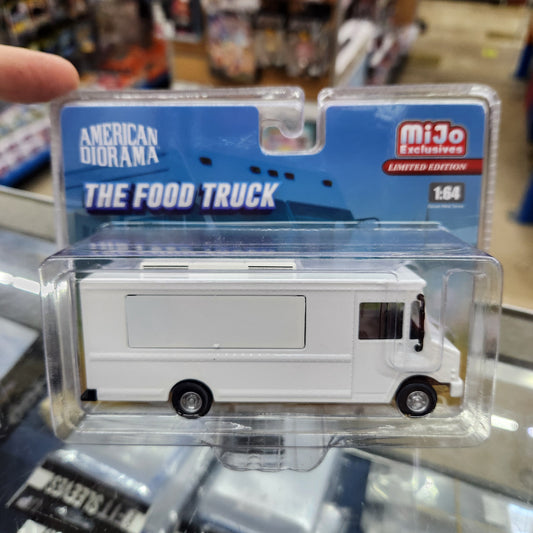 AMERICAN
DIORAMA
MiJo
Exclusives
LIMITED EDITION
THE FOOD TRUCK
1:64